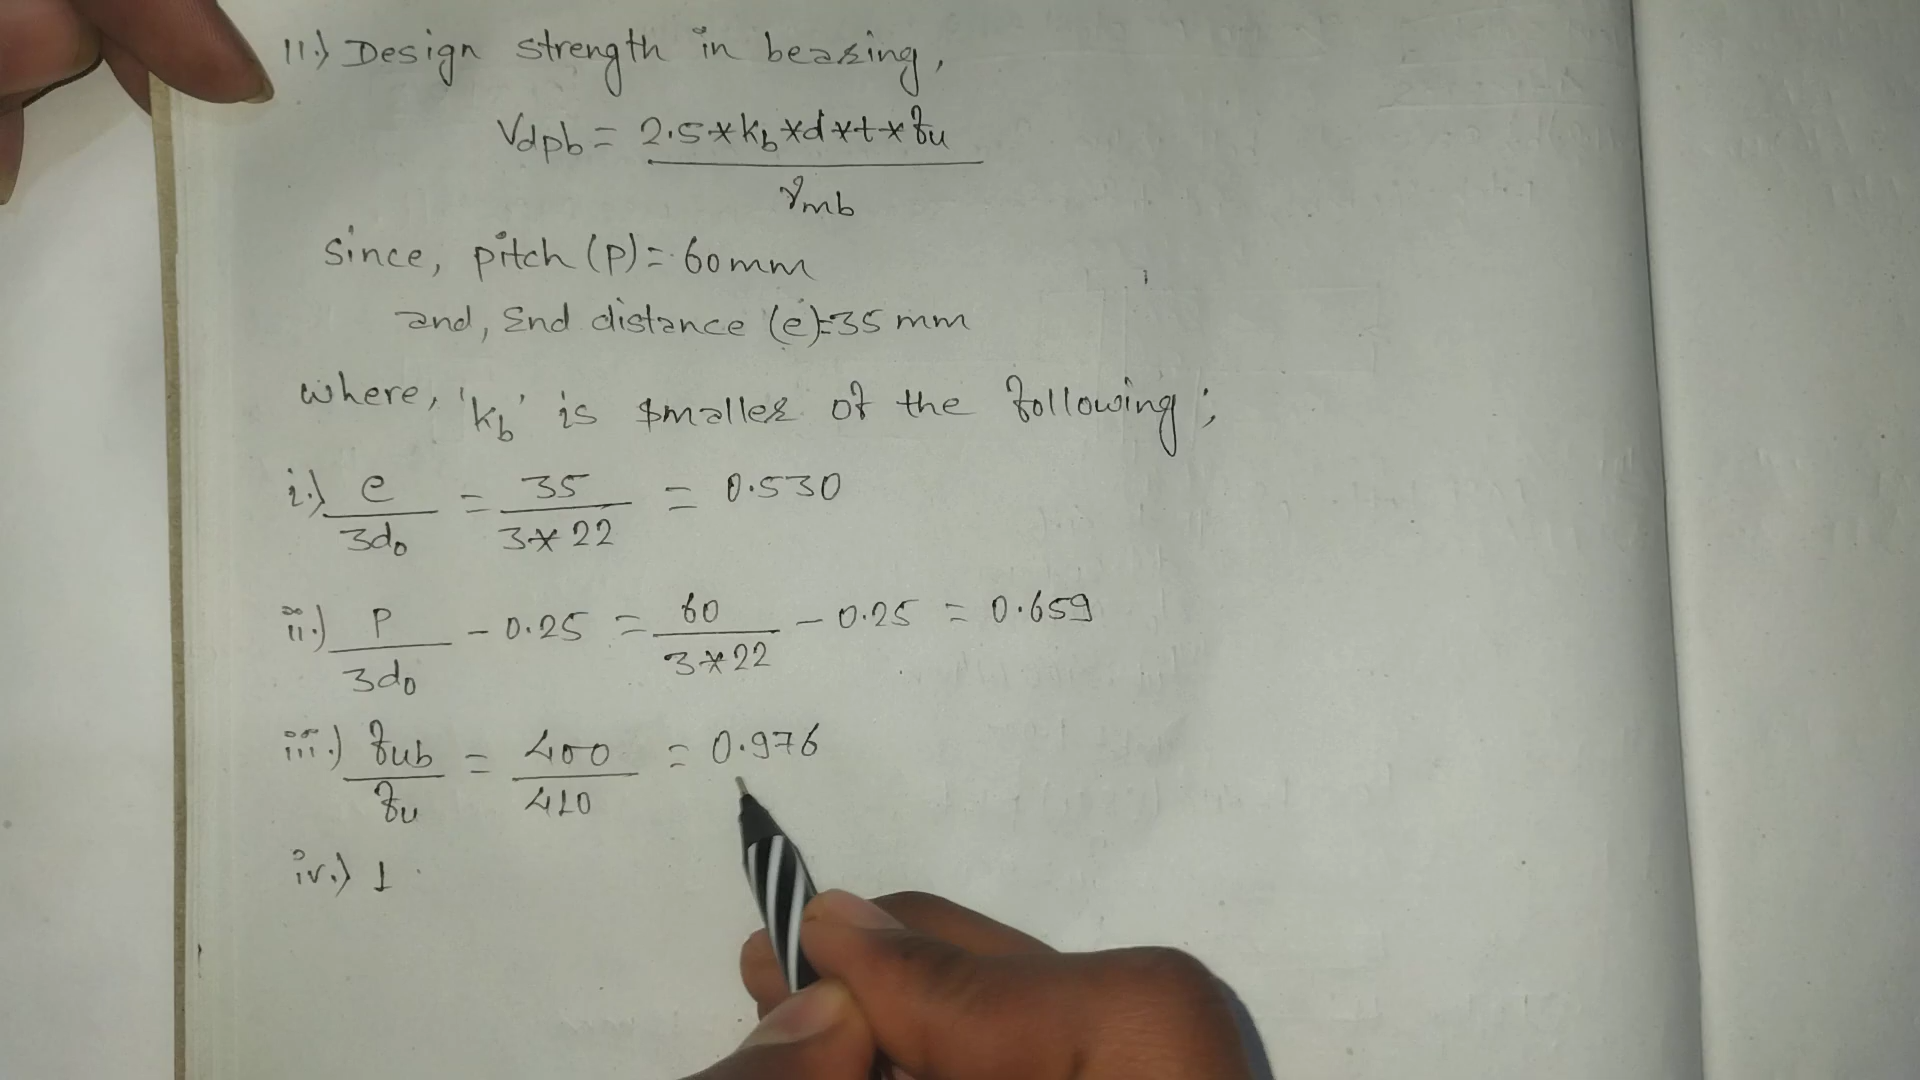 ii.) Design strength in bearing,
Vdpb = 2.5*kb*d*t*fu
γmb
since, pitch (p) = 60mm
and, End distance (e)=35 mm
where, 'kb' is smaller of the following;
i.) e/3do = 35/3*22 = 0.530
ii.) p/3do - 0.25 = 60/3*22 - 0.25 = 0.659
iii.) fub/fu = 400/410 = 0.976
iv.) 1.